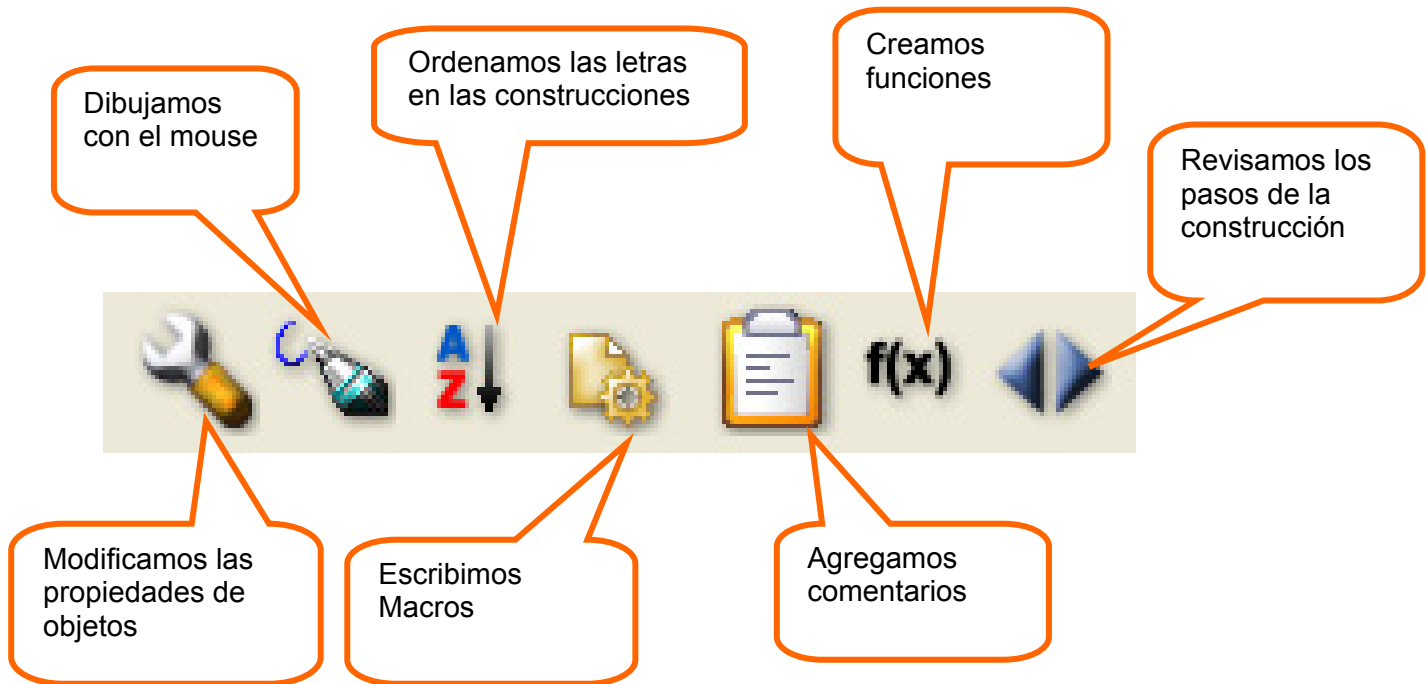 Dibujamos
con el mouse
Ordenamos las letras
en las construcciones
Creamos
funciones
Revisamos los
pasos de la
construcción
A
Z
f(x)
Modificamos las
propiedades de
objetos
Escribimos
Macros
Agregamos
comentarios